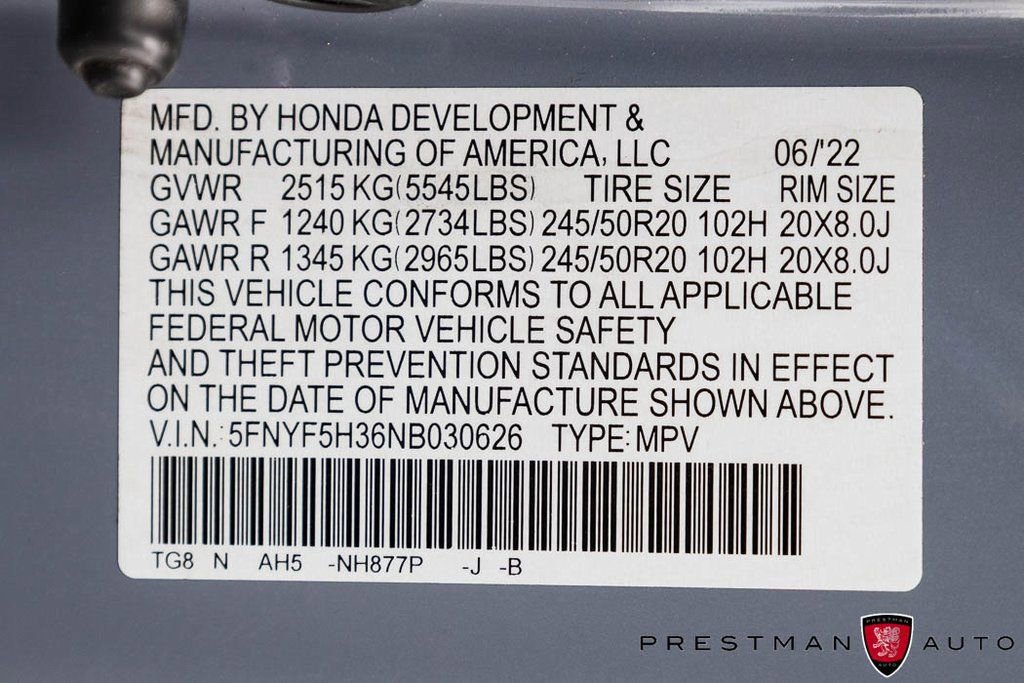 MFD. BY HONDA DEVELOPMENT &
MANUFACTURING OF AMERICA, LLC 06/'22
GVWR 2515 KG(5545LBS) TIRE SIZE RIM SIZE
GAWR F 1240 KG(2734LBS) 245/50R20 102H 20X8.0J
GAWR R 1345 KG(2965LBS) 245/50R20 102H 20X8.0J
THIS VEHICLE CONFORMS TO ALL APPLICABLE
FEDERAL MOTOR VEHICLE SAFETY
AND THEFT PREVENTION STANDARDS IN EFFECT
ON THE DATE OF MANUFACTURE SHOWN ABOVE.
V.I.N.: 5FNYF5H36NB030626 TYPE: MPV
TG8 N AH5 -NH877P -J -B
PRESTMAN AUTO
PRESTMAN
AUTO